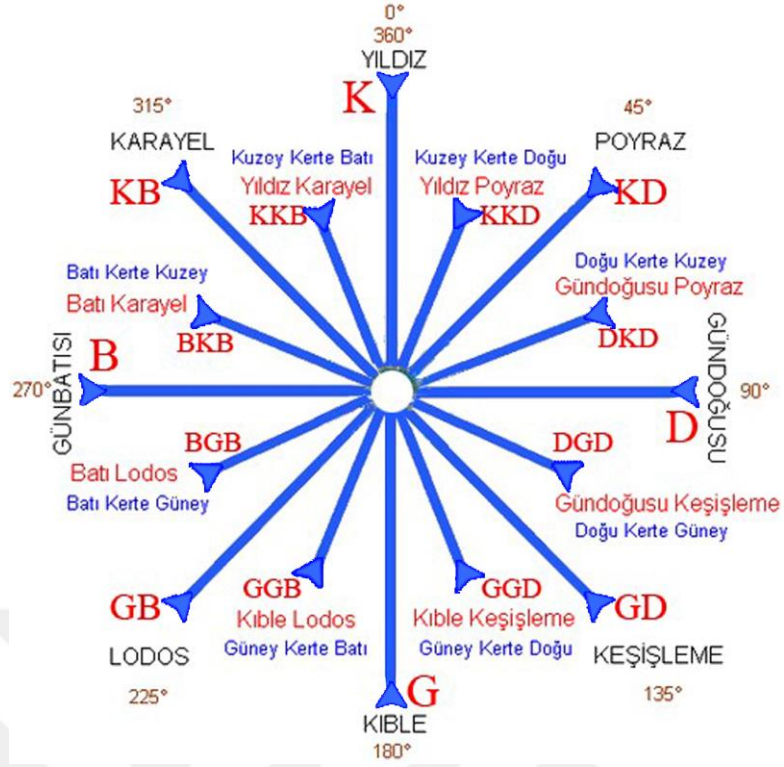 0°
360°
YILDIZ
K
315°
45°
KARAYEL
POYRAZ
Kuzey Kerte Batı
Kuzey Kerte Doğu
KB
Yıldız Karayel
Yıldız Poyraz
KD
KKB
KKD
Batı Kerte Kuzey
Doğu Kerte Kuzey
Batı Karayel
Gündoğusu Poyraz
BKB
DKD
270°
GÜNBATISI
B
D
GÜNDOĞUSU
90°
BGB
DGD
Batı Lodos
Gündoğusu Keşişleme
Batı Kerte Güney
Doğu Kerte Güney
GB
GGB
GGD
GD
Kıble Lodos
Kıble Keşişleme
LODOS
Güney Kerte Batı
Güney Kerte Doğu
KEŞİŞLEME
225°
G
135°
KIBLE
180°